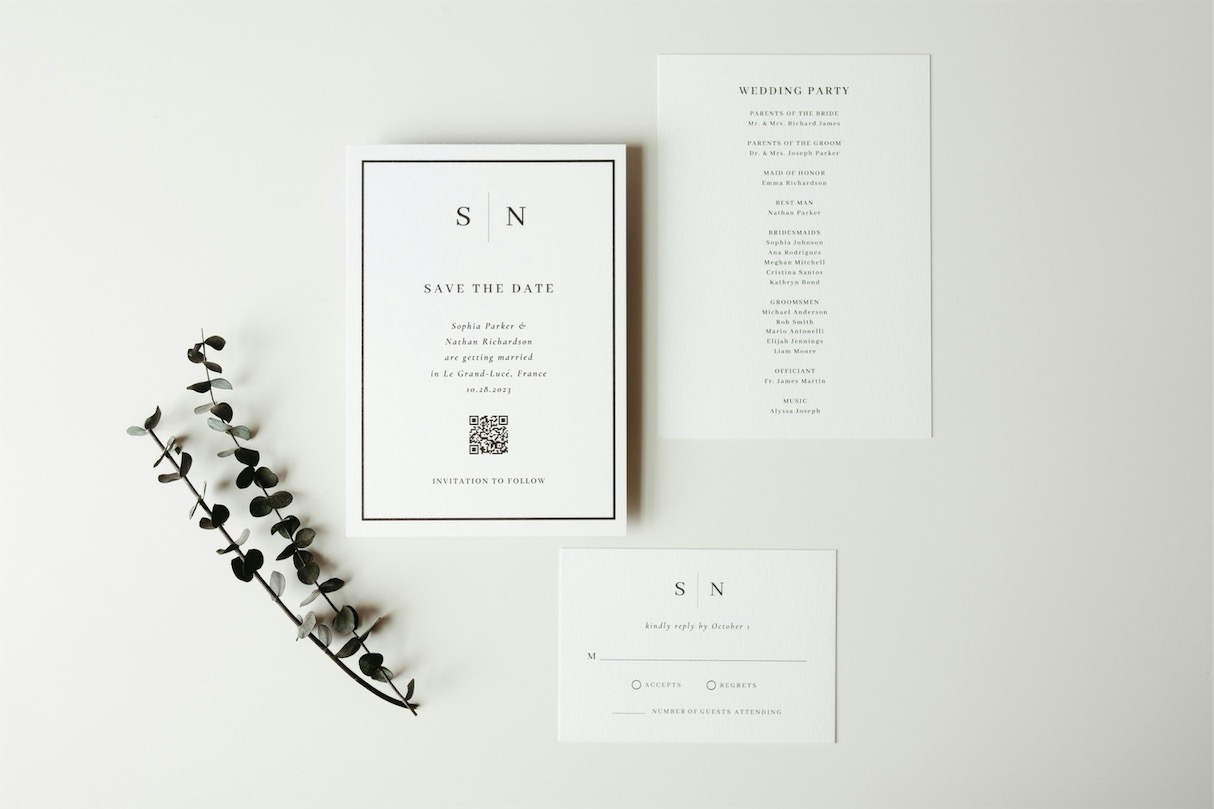 S | N
SAVE THE DATE
Sophia Parker &
Nathan Richardson
are getting married
in Le Grand-Lucé, France
10.28.2023
INVITATION TO FOLLOW
WEDDING PARTY
PARENTS OF THE BRIDE
Mr. & Mrs. Richard James
PARENTS OF THE GROOM
Dr. & Mrs. Joseph Parker
MAID OF HONOR
Emma Richardson
BEST MAN
Nathan Parker
BRIDESMAIDS
Sophia Johnson
Ana Rodriguez
Meghan Mitchell
Cristina Santos
Kathryn Bond
GROOMSMEN
Michael Anderson
Rob Smith
Mario Antonelli
Elijah Jennings
Liam Moore
OFFICIANT
Fr. James Martin
MUSIC
Alyssa Joseph
S | N
kindly reply by October 1
M
ACCEPTS REGRETS
NUMBER OF GUESTS ATTENDING